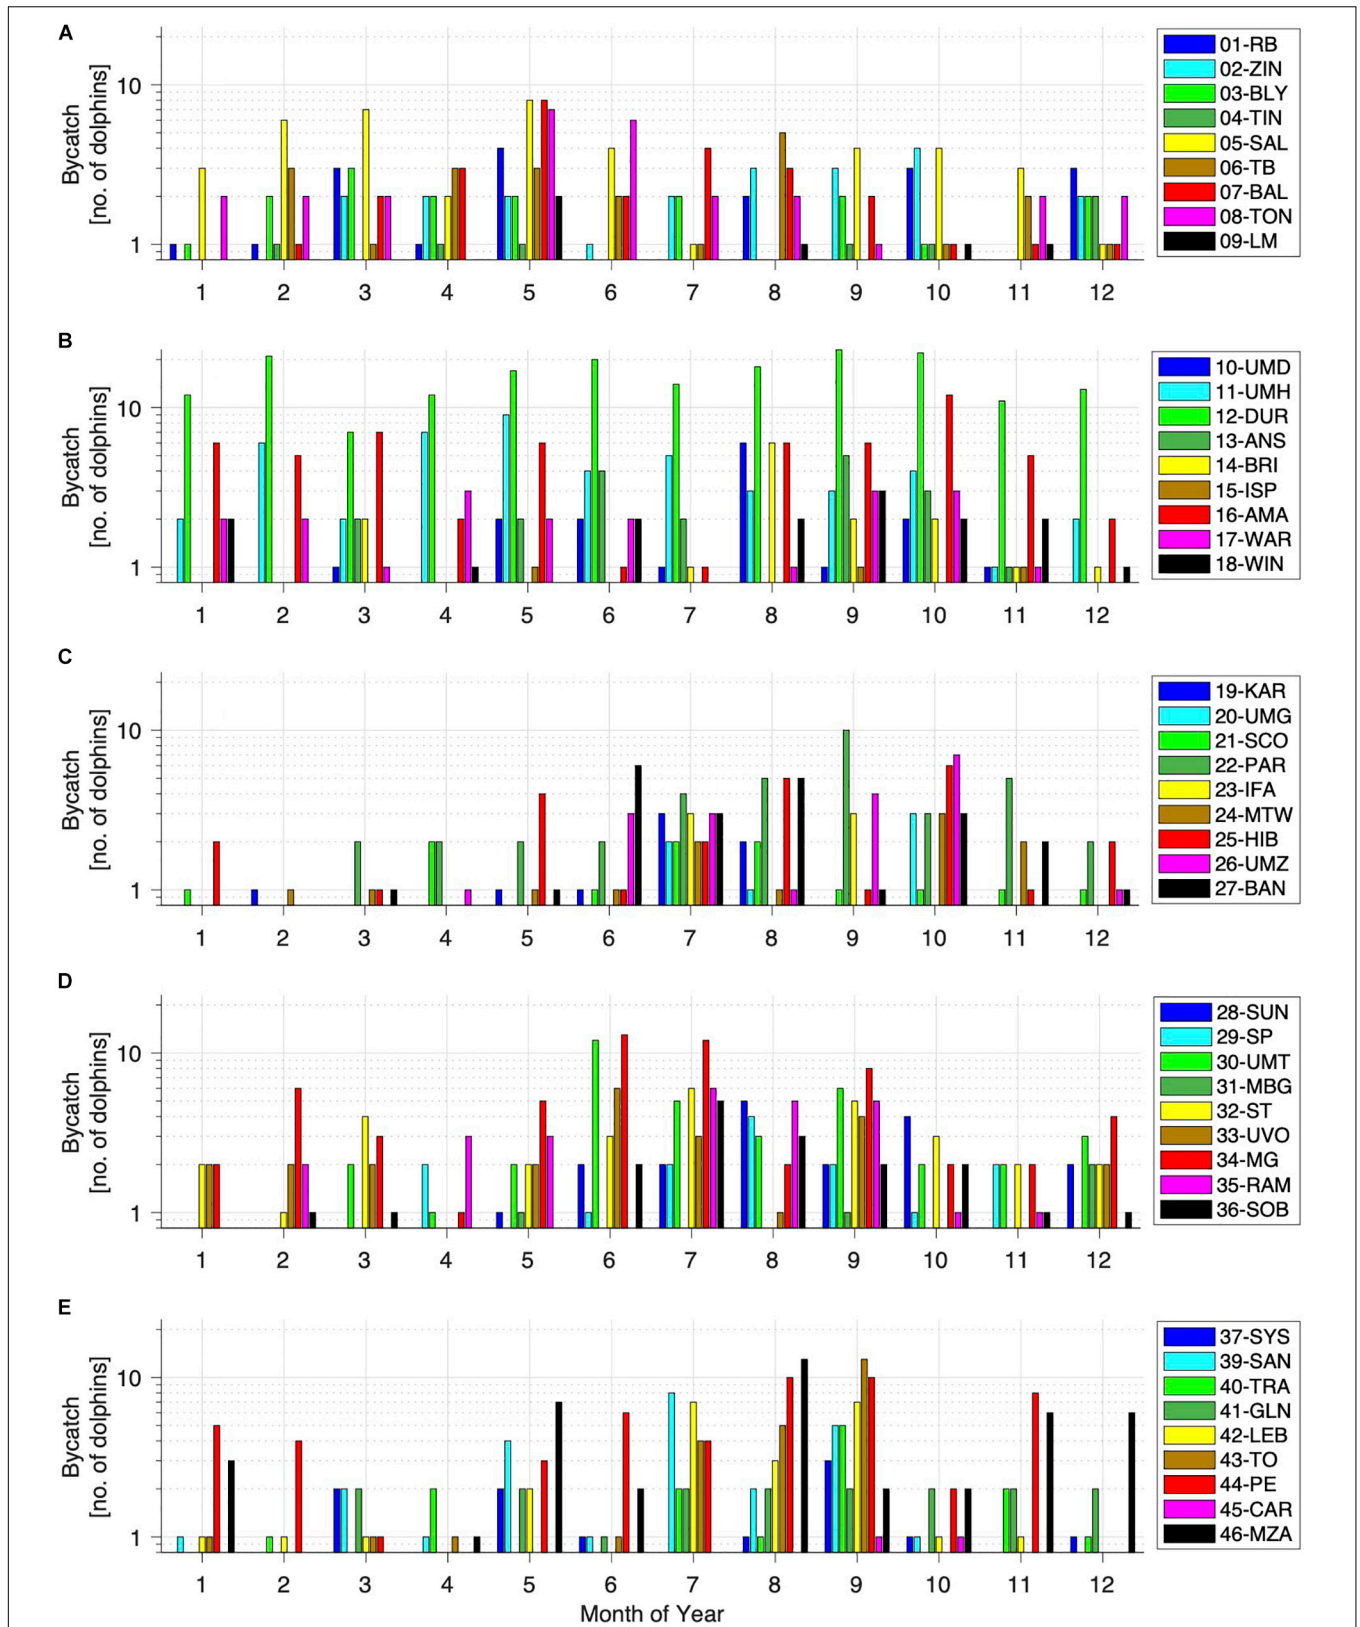 A
Bycatch
[no. of dolphins]
10
1
1 2 3 4 5 6 7 8 9 10 11 12
01-RB
02-ZIN
03-BLY
04-TIN
05-SAL
06-TB
07-BAL
08-TON
09-LM
B
Bycatch
[no. of dolphins]
10
1
1 2 3 4 5 6 7 8 9 10 11 12
10-UMD
11-UMH
12-DUR
13-ANS
14-BRI
15-ISP
16-AMA
17-WAR
18-WIN
C
Bycatch
[no. of dolphins]
10
1
1 2 3 4 5 6 7 8 9 10 11 12
19-KAR
20-UMG
21-SCO
22-PAR
23-IFA
24-MTW
25-HIB
26-UMZ
27-BAN
D
Bycatch
[no. of dolphins]
10
1
1 2 3 4 5 6 7 8 9 10 11 12
28-SUN
29-SP
30-UMT
31-MBG
32-ST
33-UVO
34-MG
35-RAM
36-SOB
E
Bycatch
[no. of dolphins]
10
1
1 2 3 4 5 6 7 8 9 10 11 12
Month of Year
37-SYS
39-SAN
40-TRA
41-GLN
42-LEB
43-TO
44-PE
45-CAR
46-MZA